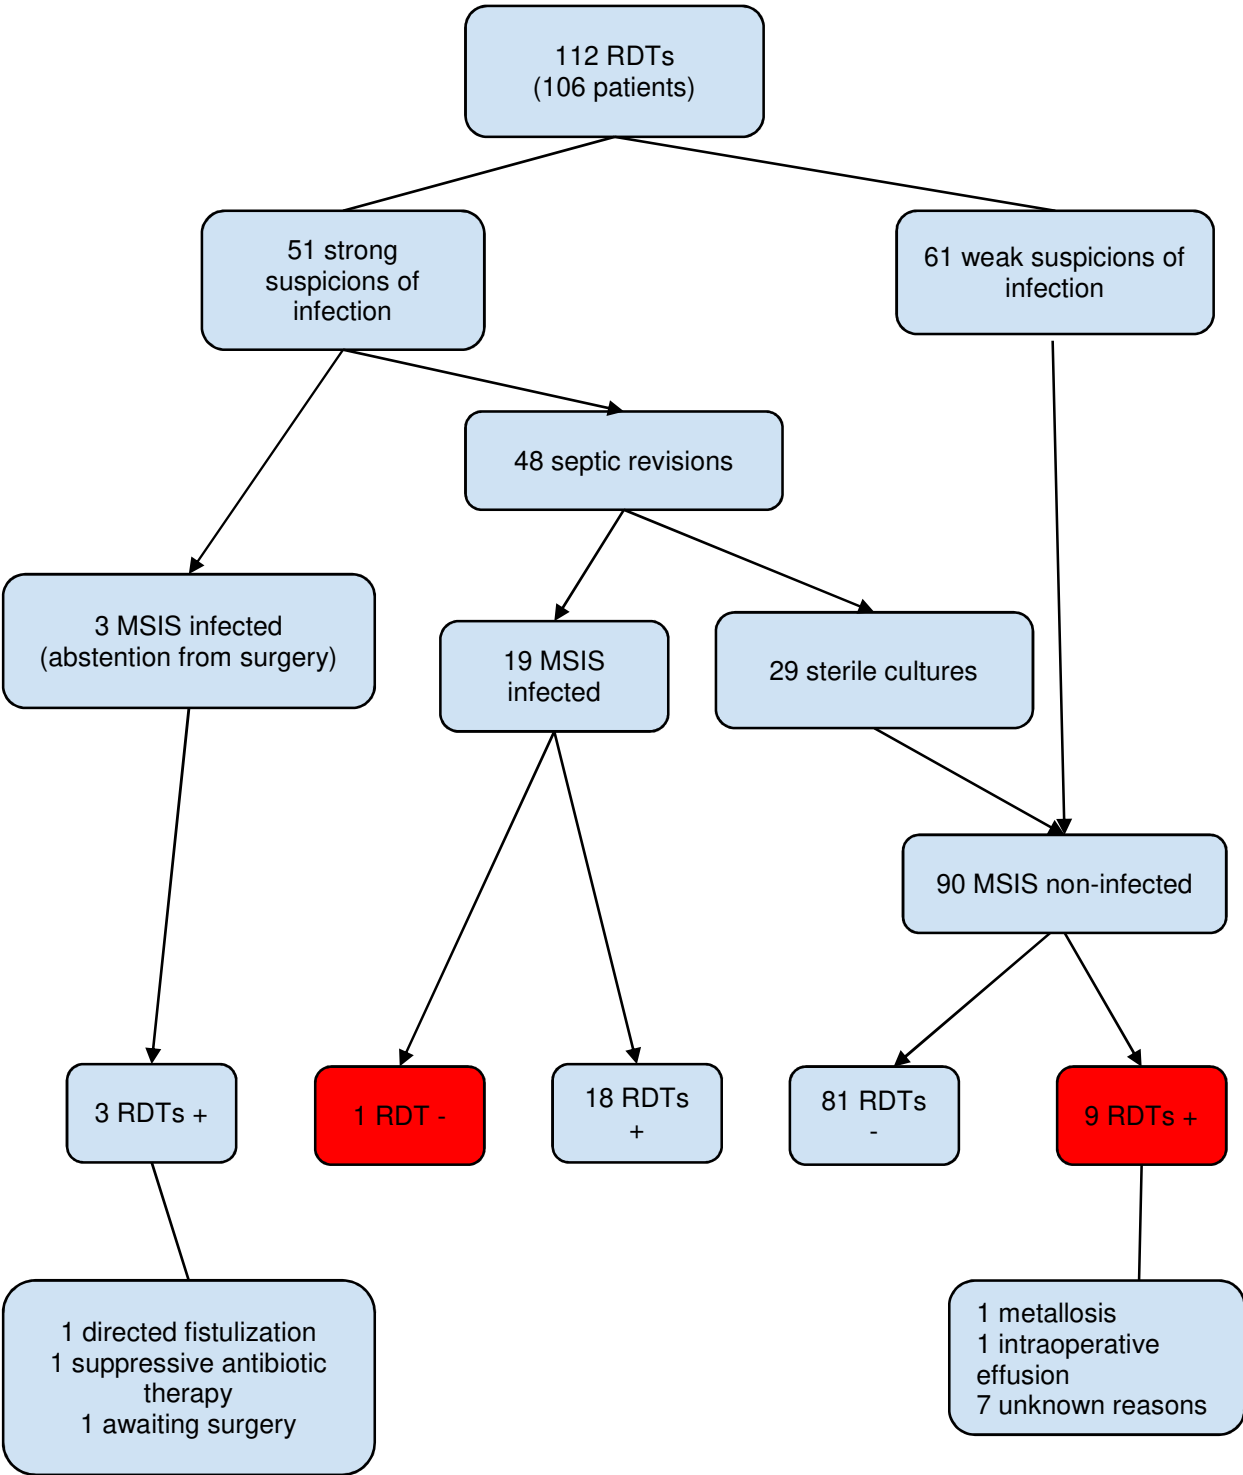 112 RDTs
(106 patients)
51 strong
suspicions of
infection
61 weak suspicions of
infection
48 septic revisions
3 MSIS infected
(abstention from surgery)
19 MSIS
infected
29 sterile cultures
90 MSIS non-infected
3 RDTs +
1 RDT -
18 RDTs
+
81 RDTs
-
9 RDTs +
1 directed fistulization
1 suppressive antibiotic
therapy
1 awaiting surgery
1 metallosis
1 intraoperative
effusion
7 unknown reasons